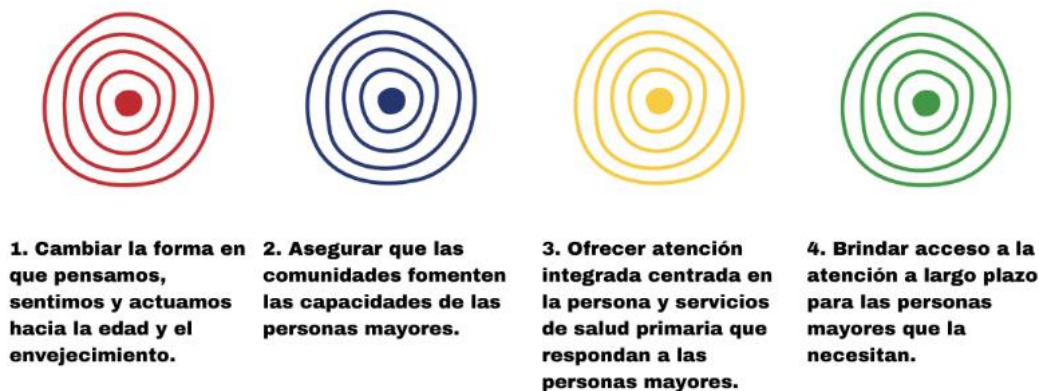 1. Cambiar la forma en
que pensamos,
sentimos y actuamos
hacia la edad y el
envejecimiento.
2. Asegurar que las
comunidades fomenten
las capacidades de las
personas mayores.
3. Ofrecer atención
integrada centrada en
la persona y servicios
de salud primaria que
respondan a las
personas mayores.
4. Brindar acceso a la
atención a largo plazo
para las personas
mayores que la
necesitan.